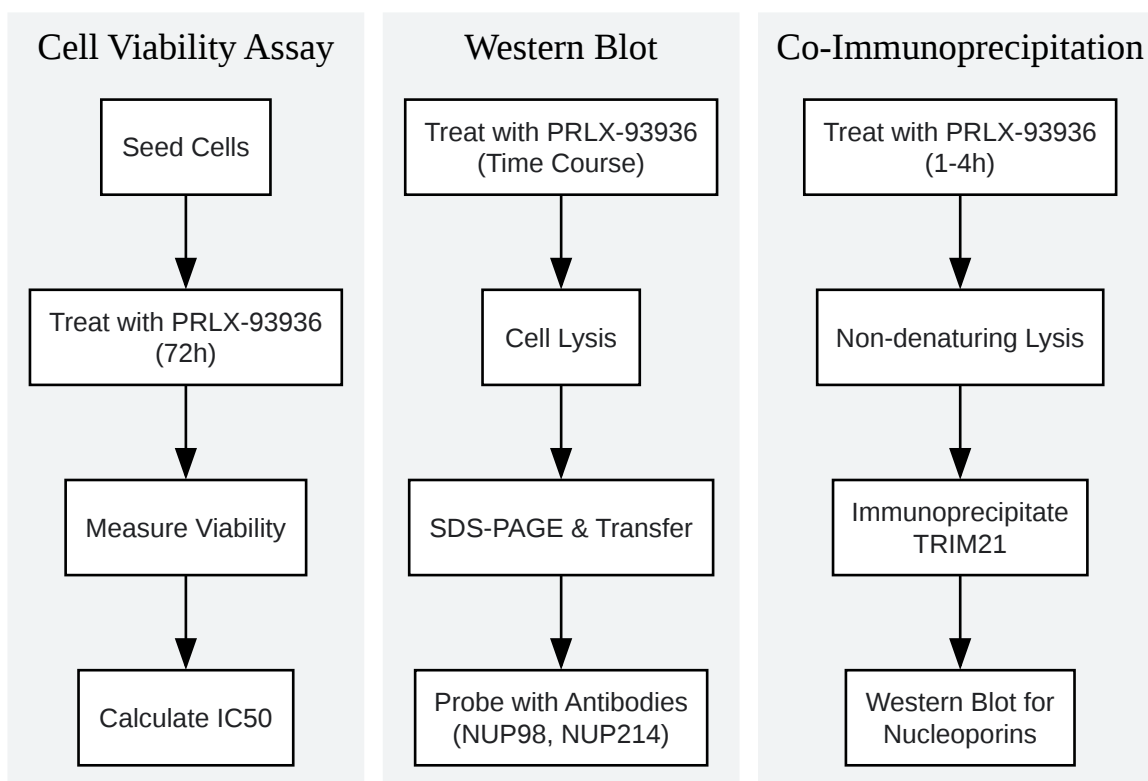 Cell Viability Assay
Seed Cells
Treat with PRLX-93936
(72h)
Measure Viability
Calculate IC50
Western Blot
Treat with PRLX-93936
(Time Course)
Cell Lysis
SDS-PAGE & Transfer
Probe with Antibodies
(NUP98, NUP214)
Co-Immunoprecipitation
Treat with PRLX-93936
(1-4h)
Non-denaturing Lysis
Immunoprecipitate
TRIM21
Western Blot for
Nucleoporins